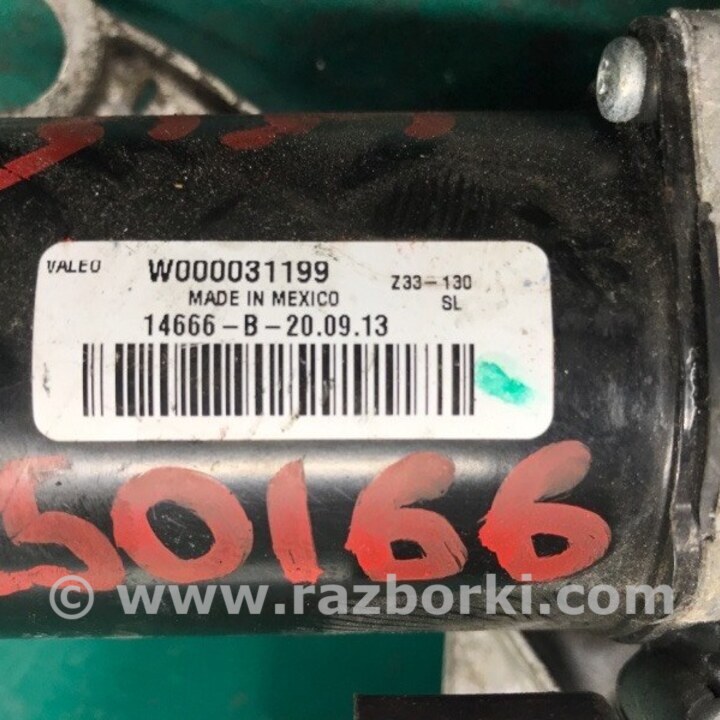 VALEO W000031199 Z33-130
MADE IN MEXICO SL
14666-B-20.09.13
50166
© www.razborki.com